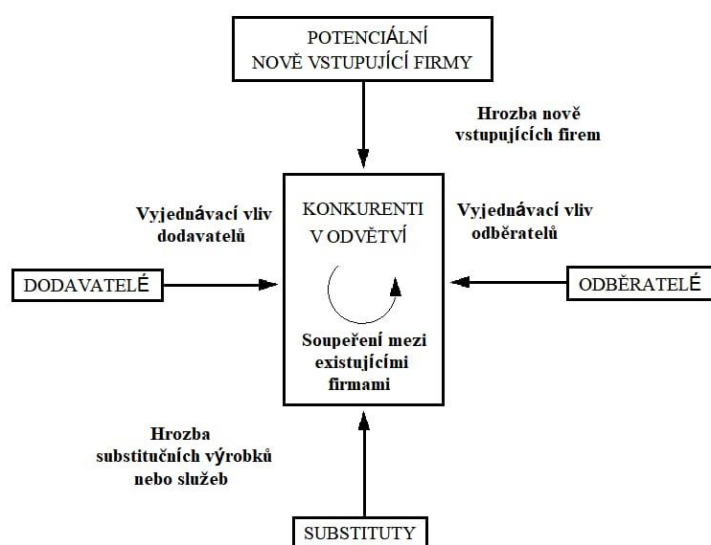 POTENCIÁLNÍ
NOVĚ VSTUPUJÍCÍ FIRMY
Hrozba nově
vstupujících firem
Vyjednávací vliv
dodavatelů
KONKURENTI
V ODVĚTVÍ
Vyjednávací vliv
odběratelů
DODAVATELÉ
ODBĚRATELÉ
Soupeření mezi
existujícími
firmami
Hrozba
substitučních výrobků
nebo služeb
SUBSTITUTY